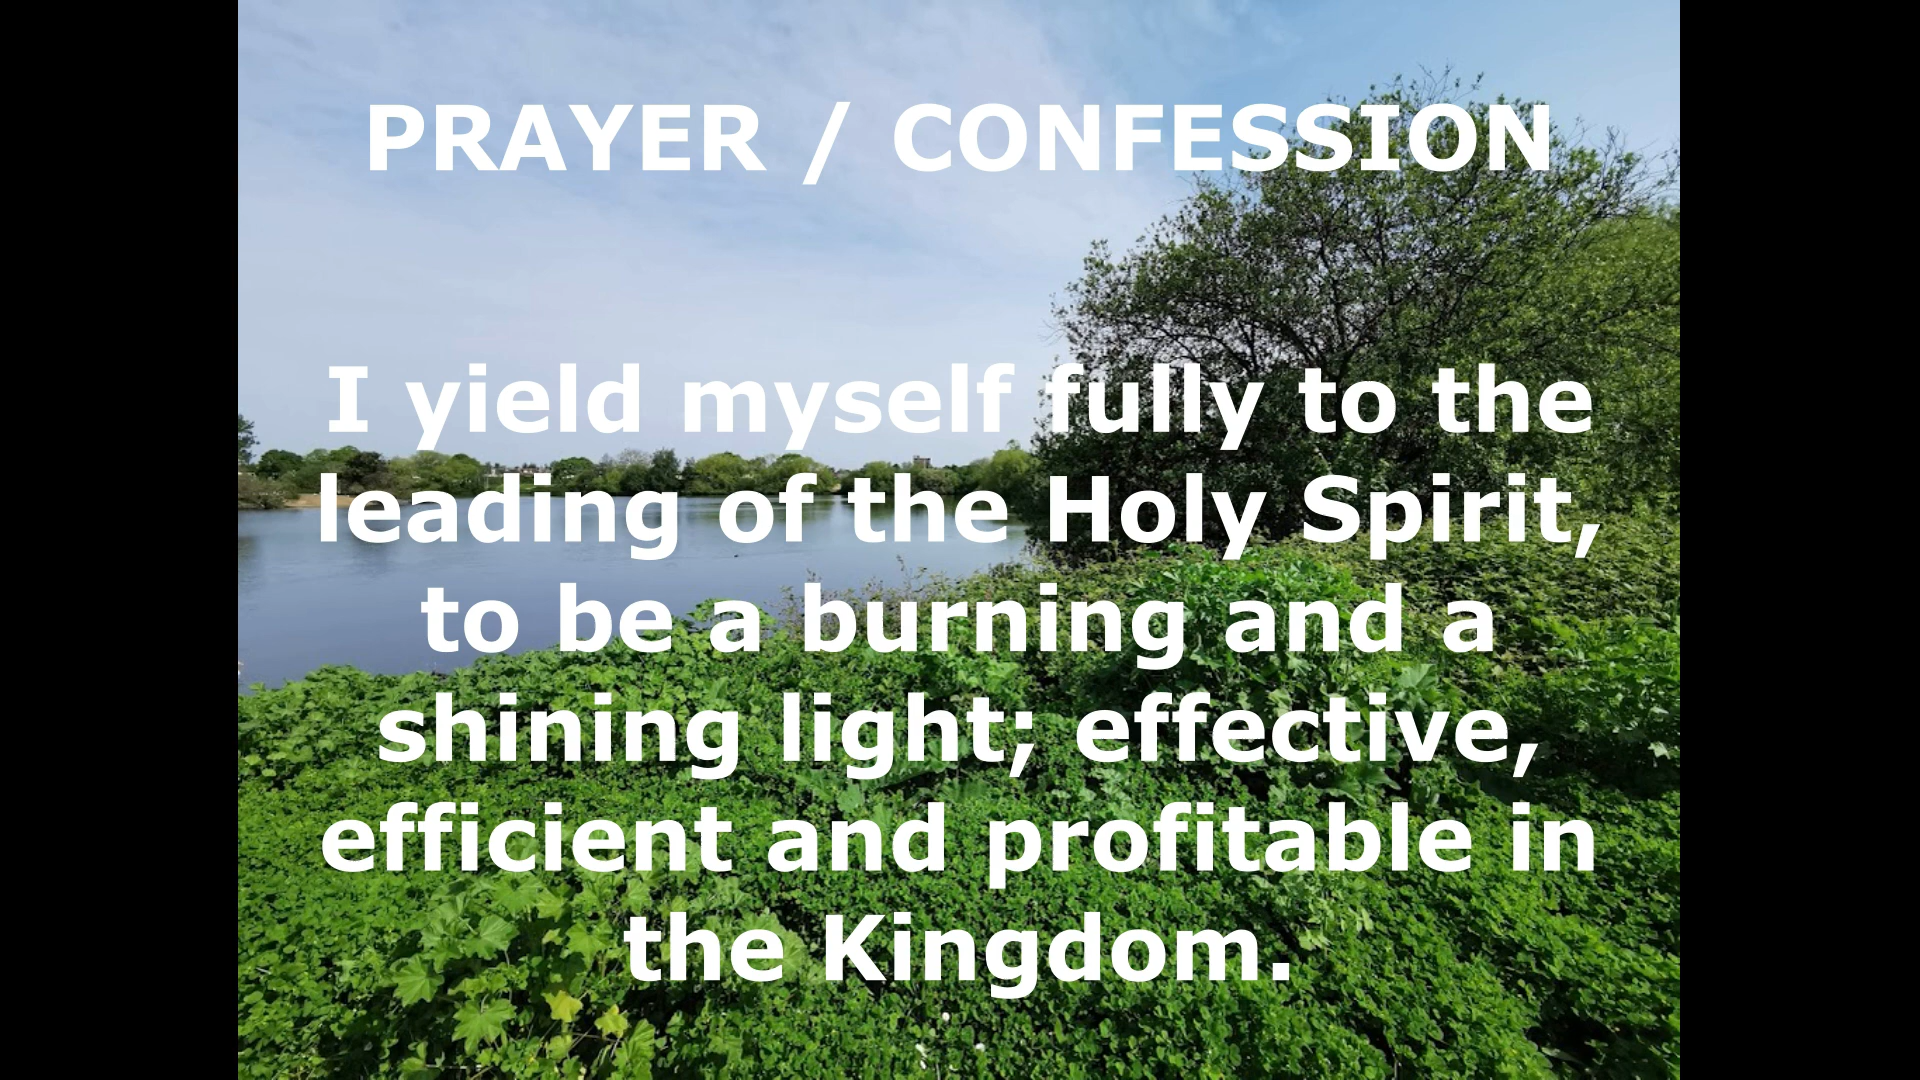 PRAYER / CONFESSION
I yield myself fully to the
leading of the Holy Spirit,
to be a burning and a
shining light; effective,
efficient and profitable in
the Kingdom.